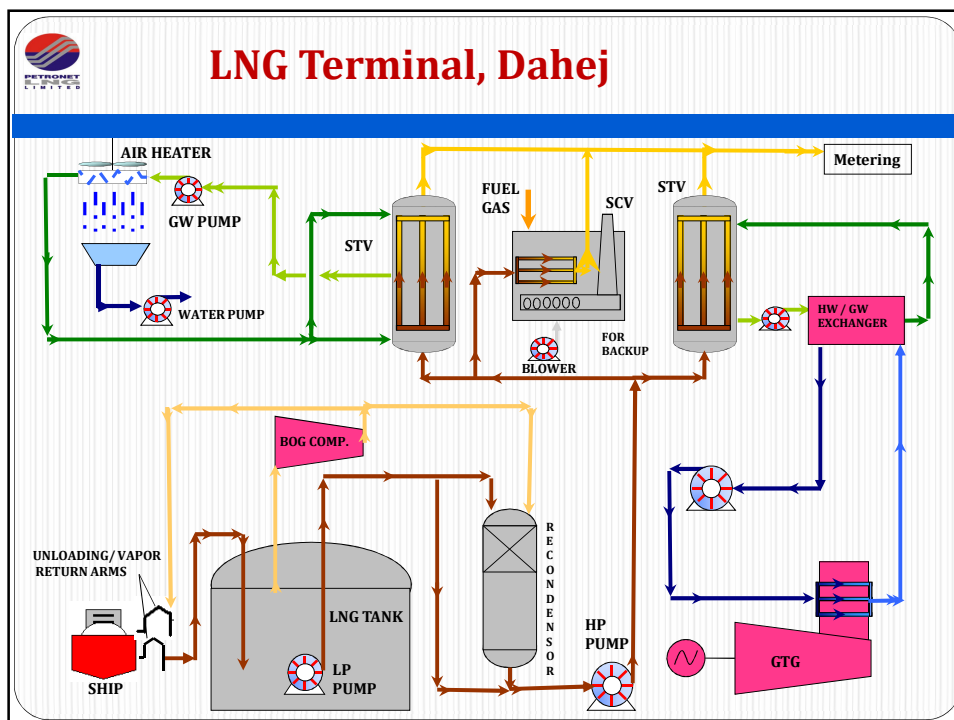 PETRONET
LNG
LIMITED
LNG Terminal, Dahej
AIR HEATER
GW PUMP
WATER PUMP
STV
FUEL
GAS
SCV
BLOWER
FOR
BACKUP
STV
Metering
HW / GW
EXCHANGER
BOG COMP.
UNLOADING/ VAPOR
RETURN ARMS
SHIP
LNG TANK
LP
PUMP
RECONDENSOR
HP
PUMP
GTG